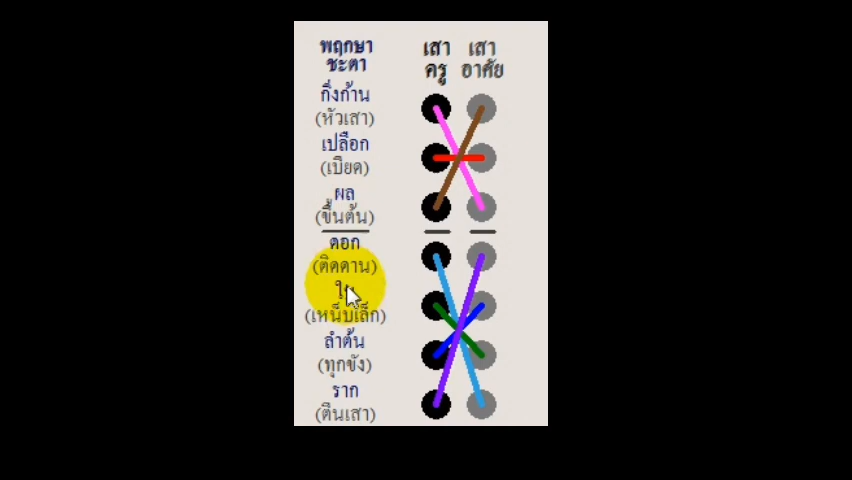 พฤกษา
ชะตา
เสา เสา
ครู อาศัย
กิ่งก้าน
(หัวเสา)
เปลือก
(เบียด)
ผล
(ขึ้นต้น)
ดอก
(ติดดาน)
(เหน็บเล็ก)
ลำต้น
(ทุกขัง)
ราก
(ตีนเสา)